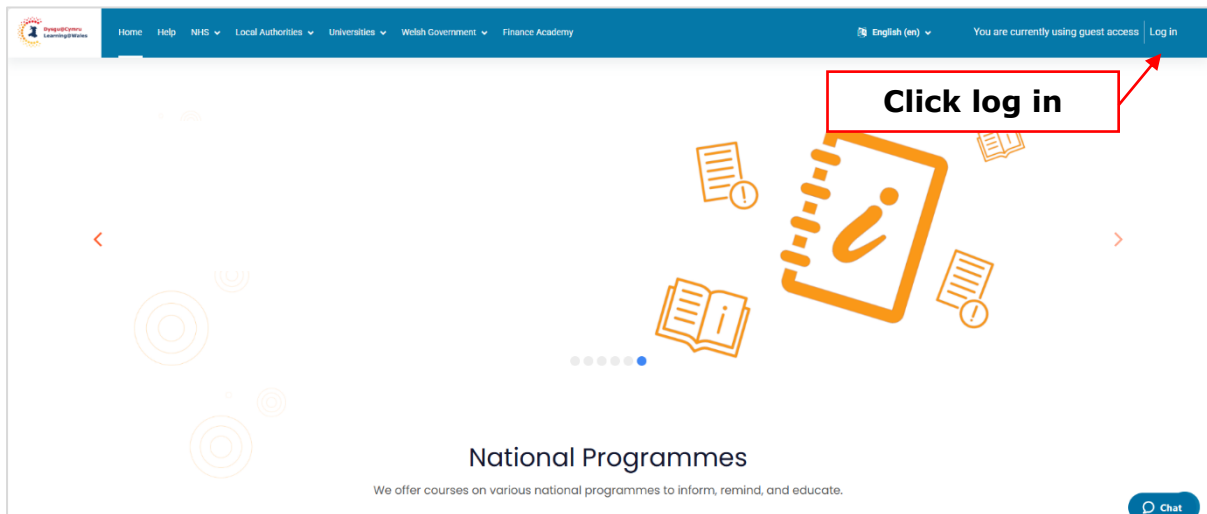 Dysgu@Cymru
Learning@Wales
Home Help NHS Local Authorities Universities Welsh Government Finance Academy English (en) You are currently using guest access Log in
Click log in
National Programmes
We offer courses on various national programmes to inform, remind, and educate.
Chat